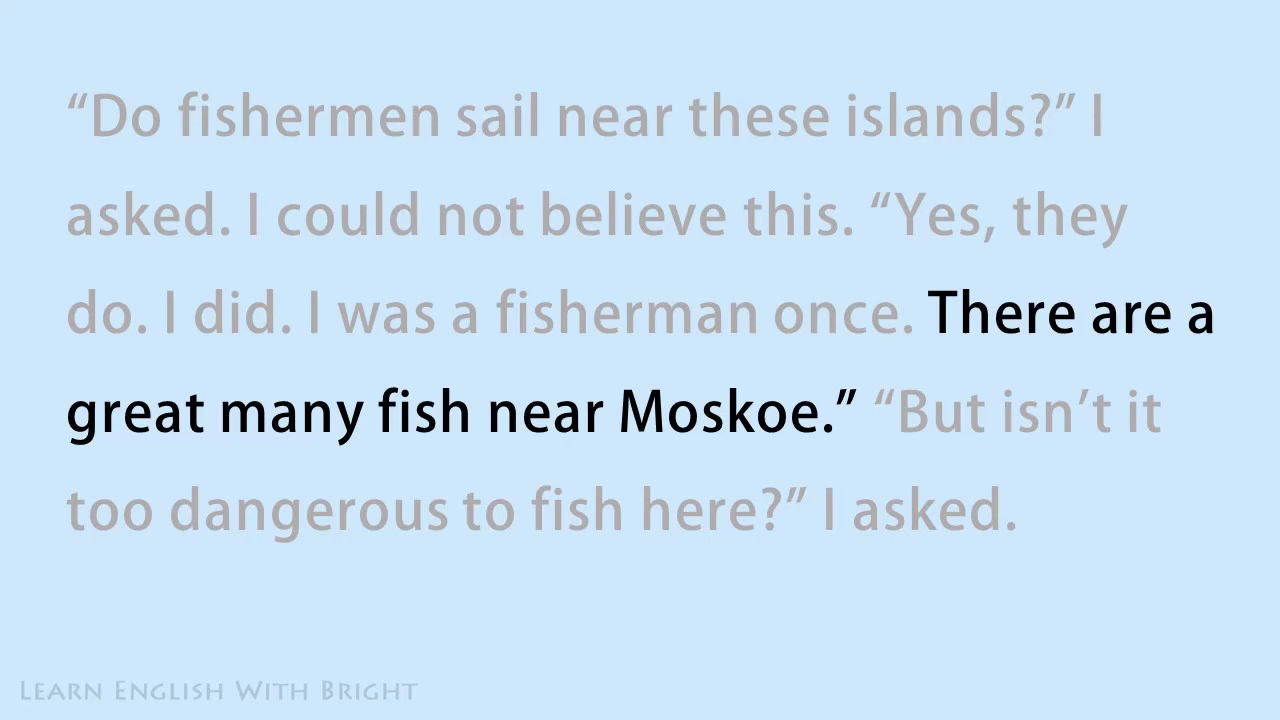 “Do fishermen sail near these islands?” I
asked. I could not believe this. “Yes, they
do. I did. I was a fisherman once. There are a
great many fish near Moskoe.” “But isn’t it
too dangerous to fish here?” I asked.
Learn English With Bright